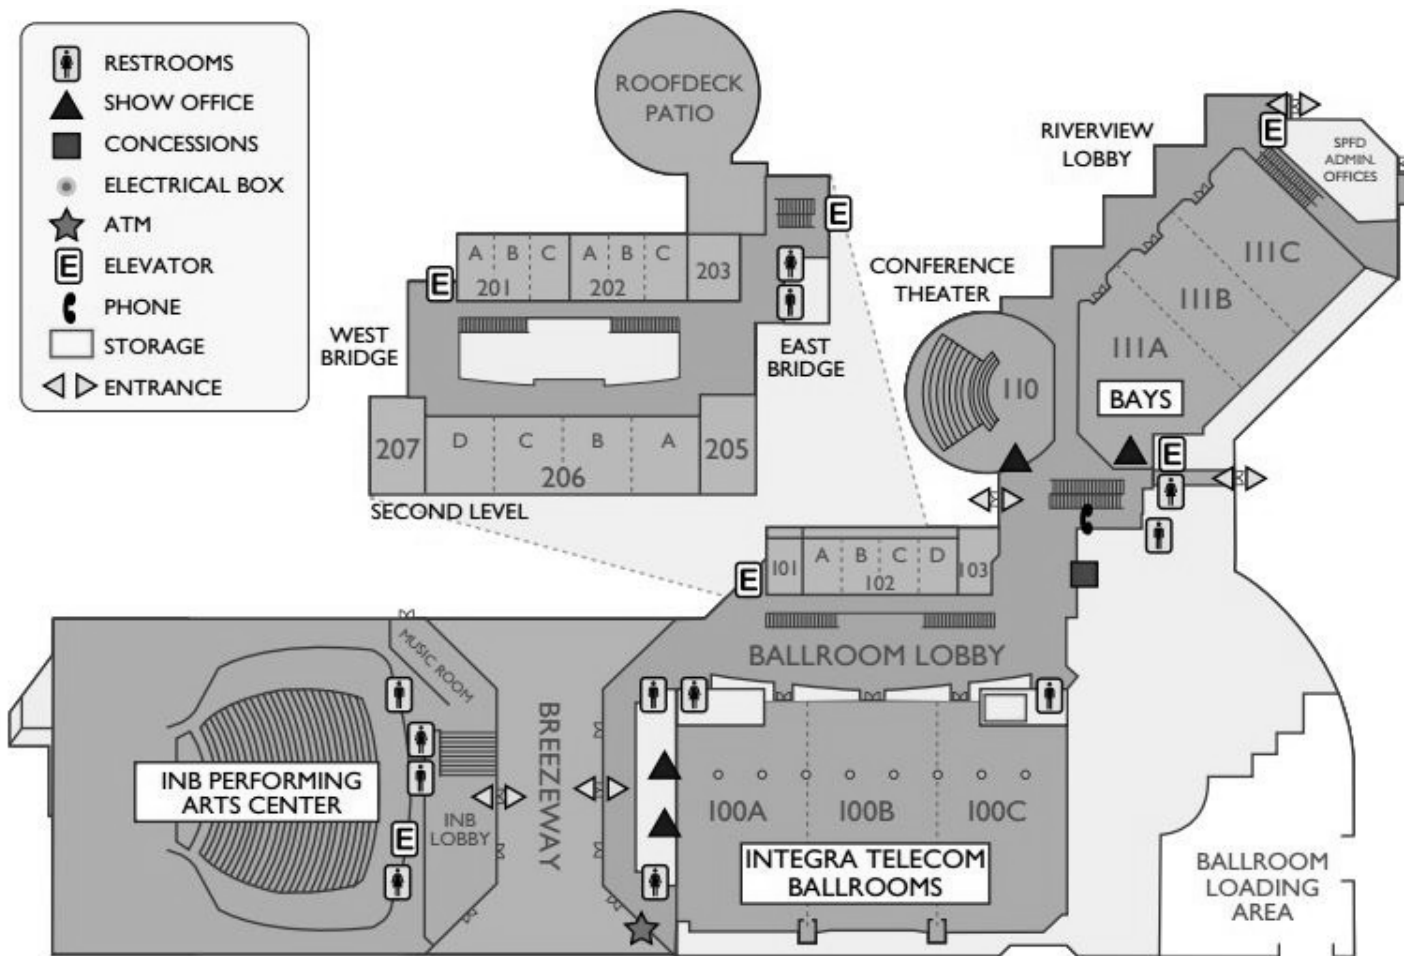 RESTROOMS
SHOW OFFICE
CONCESSIONS
ELECTRICAL BOX
ATM
E ELEVATOR
PHONE
STORAGE
ENTRANCE
ROOFDECK
PATIO
E
A B C A B C
201 202 203
E
WEST
BRIDGE
EAST
BRIDGE
D C B A
207 206 205
SECOND LEVEL
RIVERVIEW
LOBBY
E
SPFD
ADMIN.
OFFICES
CONFERENCE
THEATER
110
111C
111B
111A
BAYS
E
E
101 A B C D 103
102
BALLROOM LOBBY
MUSIC ROOM
BREEZEWAY
INB PERFORMING
ARTS CENTER
E
INB
LOBBY
100A 100B 100C
INTEGRA TELECOM
BALLROOMS
BALLROOM
LOADING
AREA